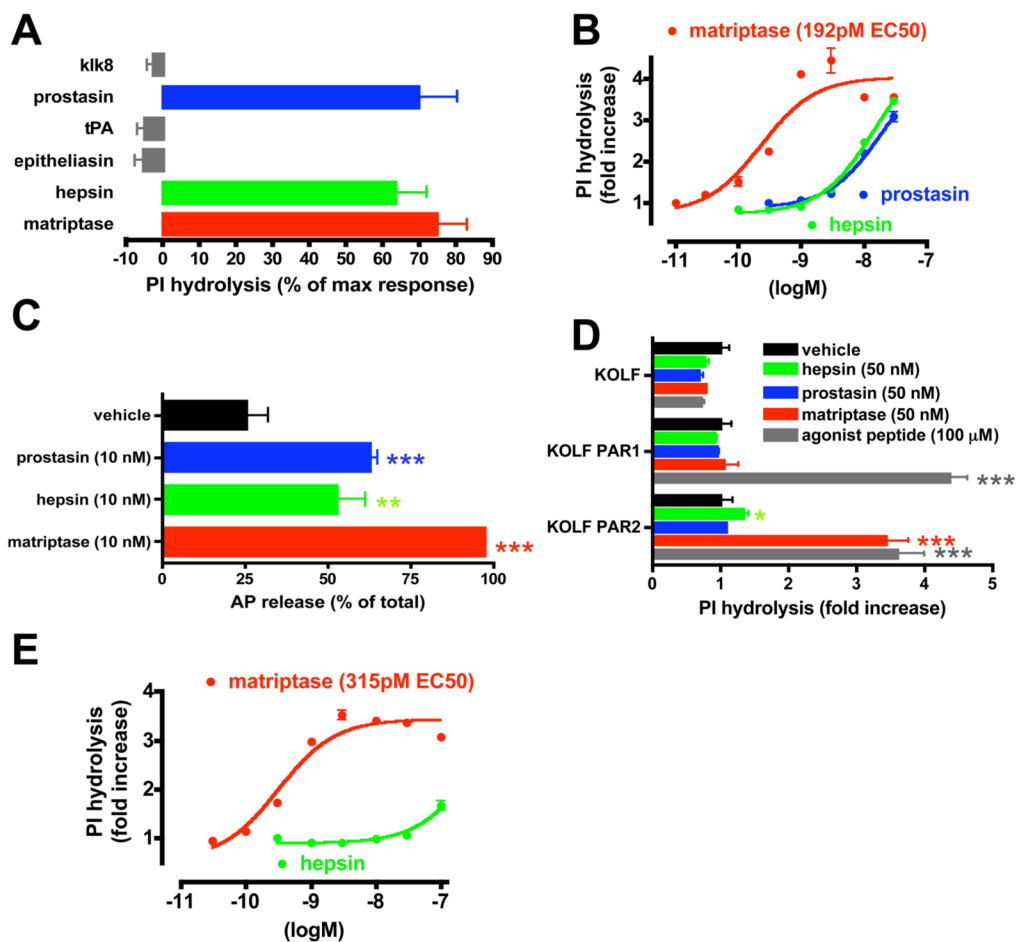 A
klk8
prostasin
tPA
epitheliasin
hepsin
matriptase
-10 0 10 20 30 40 50 60 70 80 90
PI hydrolysis (% of max response)
B
matriptase (192pM EC50)
PI hydrolysis
(fold increase)
4
3
2
1
prostasin
hepsin
-11 -10 -9 -8 -7
(logM)
C
vehicle
prostasin (10 nM)
***
hepsin (10 nM)
**
matriptase (10 nM)
***
0 25 50 75 100
AP release (% of total)
D
vehicle
hepsin (50 nM)
prostasin (50 nM)
matriptase (50 nM)
agonist peptide (100 µM)
KOLF
KOLF PAR1
***
KOLF PAR2
*
***
***
0 1 2 3 4 5
PI hydrolysis (fold increase)
E
matriptase (315pM EC50)
PI hydrolysis
(fold increase)
4
3
2
1
hepsin
-11 -10 -9 -8 -7
(logM)